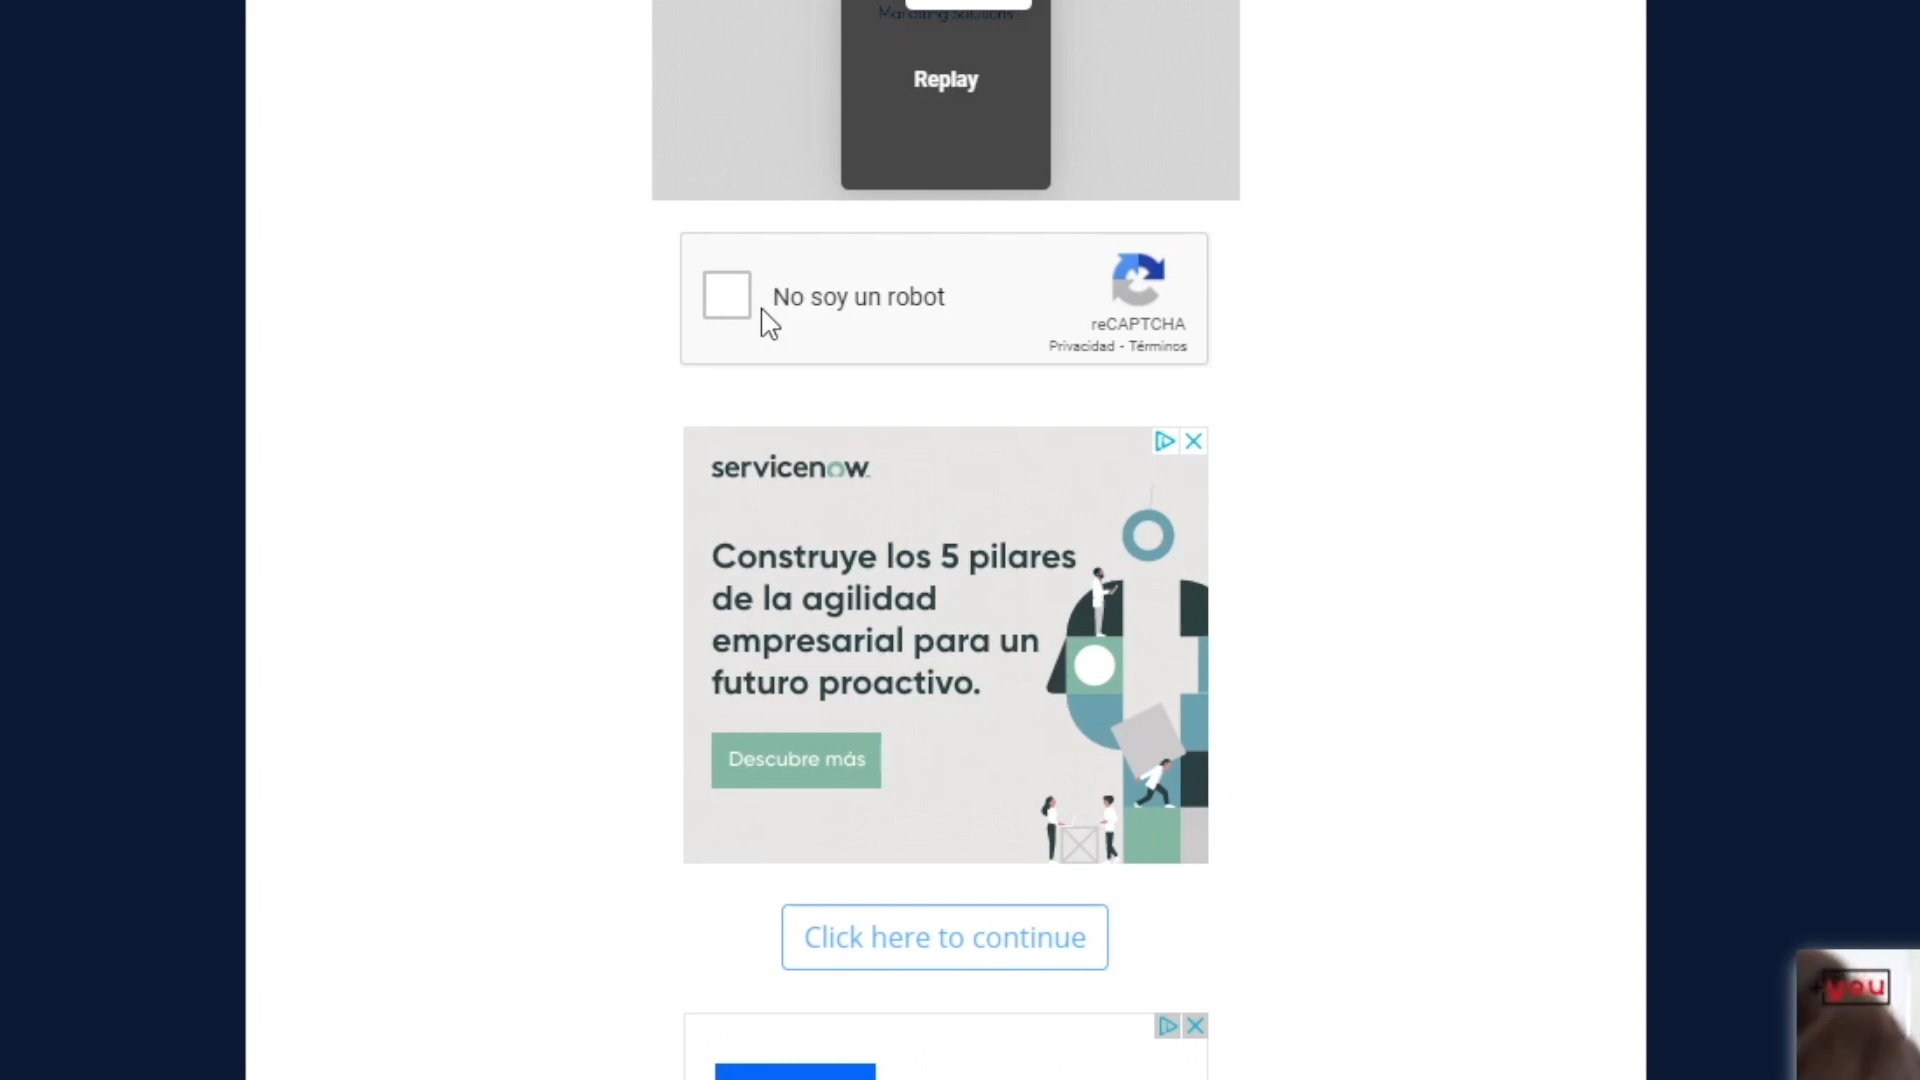 Replay
No soy un robot
reCAPTCHA
Privacidad - Términos
servicenow
Construye los 5 pilares
de la agilidad
empresarial para un
futuro proactivo.
Descubre más
Click here to continue
+you